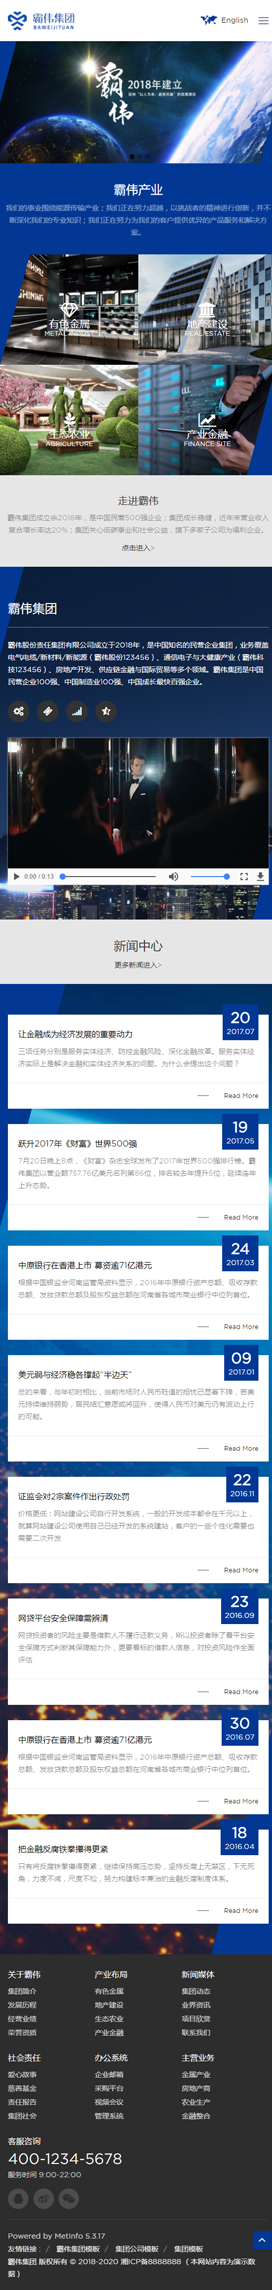 霸伟集团
BAWEIJITUAN
English
霸伟
2018年建立
霸伟产业
我们的事业围绕能源传输产业；我们正在努力超越，以挑战者的精神进行创新，并不
断深化我们的专业知识；我们正在努力为我们的客户提供优异的产品服务和解决方
案。
有色金属
地产建设
REAL ESTATE
生态农业
AGRICULTURE
产业金融
FINANCE SITE
走进霸伟
霸伟集团成立余2018年，是中国民营500强企业；集团成长稳健，近年来营业收入
复合增长率达20%；集团关心低碳事业和社会公益，旗下多家子公司为福利企业。
点击进入>
霸伟集团
霸伟股份责任集团有限公司成立于2018年，是中国知名的民营企业集团，业务覆盖
电气电缆/新材料/新能源（霸伟股份123456）、通信电子与大健康产业（霸伟科
技123456）、房地产开发、供应链金融与国际贸易等多个领域。霸伟集团是中国
民营企业100强、中国制造业100强、中国成长最快百强企业。
0:00 / 0:13
新闻中心
更多新闻进入>
20
2017.07
让金融成为经济发展的重要动力
三项任务分别是服务实体经济、防控金融风险、深化金融改革。服务实体经
济实际上是解决金融和实体经济关系的问题。为什么会提出这个问题？
Read More
19
2017.05
跃升2017年《财富》世界500强
7月20日晚上8点，《财富》杂志全球发布了2017年世界500强排行榜。霸
伟集团以营业额757.76亿美元名列第86位，排名较去年提升5位，延续连年
上升态势。
Read More
24
2017.03
中原银行在香港上市 募资逾71亿港元
根据中国银监会河南监管局资料显示，2016年中原银行资产总额、吸收存款
总额、发放贷款总额及股东权益总额在河南省各城市商业银行中位列首位。
Read More
09
2017.01
美元弱与经济稳各撑起“半边天”
总的来看，与年初时相比，当前市场对人民币贬值的担忧已显著下降，若美
元持续维持弱势，居民结汇意愿或将回升，使得人民币对美元仍有波动上行
的可能。
Read More
22
2016.11
证监会对2宗案件作出行政处罚
价格更低：网站建设公司自行开发系统，一般的开发成本都会在千元以上，
就算网站建设公司使用自己已经开发的系统建站，客户的一些个性化需要也
需要二次开发
Read More
23
2016.09
网贷平台安全保障需辨清
网贷投资者的风险主要是借款人不履行还款义务，所以投资者除了看平台安
全保障方式判断其保障能力外，更要看标的借款人信息，对投资风险作全面
评估
Read More
30
2016.07
中原银行在香港上市 募资逾71亿港元
根据中国银监会河南监管局资料显示，2016年中原银行资产总额、吸收存款
总额、发放贷款总额及股东权益总额在河南省各城市商业银行中位列首位。
Read More
18
2016.04
把金融反腐铁拳攥得更紧
只有将反腐铁拳攥得更紧，继续保持高压态势，坚持反腐上无禁区，下无死
角，力度不减，尺度不松，努力构建标本兼治的金融反腐制度体系。
Read More
关于霸伟 产业布局 新闻媒体
集团简介 有色金属 集团动态
发展历程 地产建设 业界资讯
经营业绩 生态农业 项目欣赏
荣誉资质 产业金融 联系我们
社会责任 办公系统 主营业务
爱心故事 企业邮箱 金属产业
慈善基金 采购平台 房地产商
责任报告 视频会议 农业生产
集团社会 管理系统 金融整合
客服咨询
400-1234-5678
服务时间 9:00-22:00
Powered by MetInfo 5.3.17
友情链接： / 霸伟集团模板 / 集团公司模板 / 集团模板
霸伟集团 版权所有 © 2018-2020 湘ICP备8888888 （本网站内容为演示数
据）